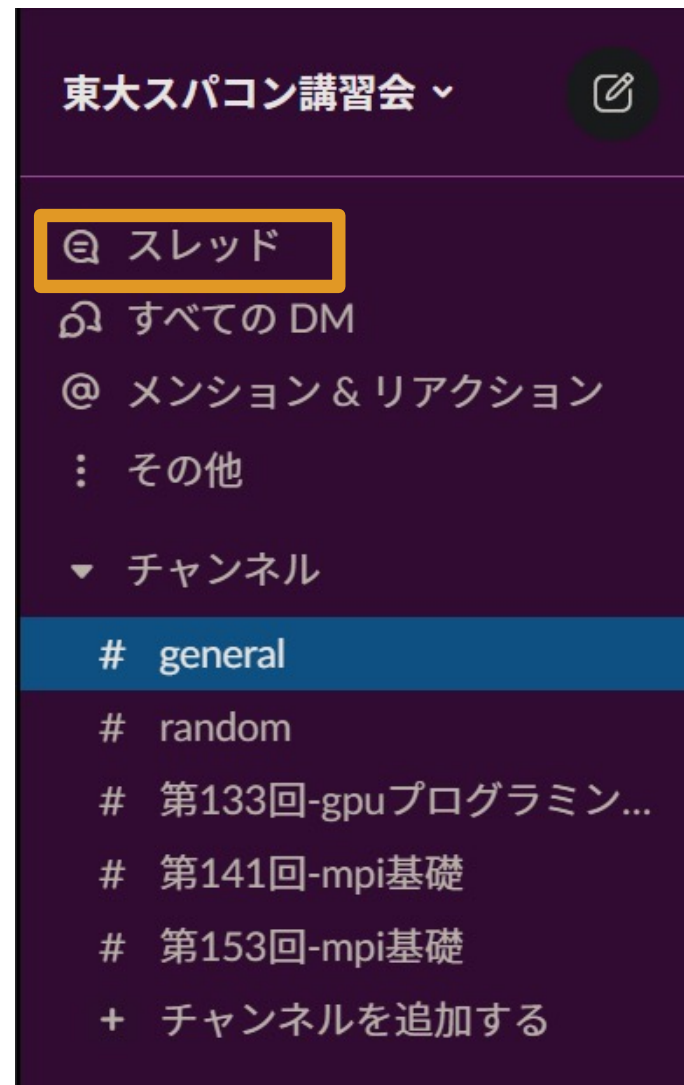 東大スパコン講習会
スレッド
すべての DM
@ メンション & リアクション
その他
チャンネル
# general
# random
# 第133回-gpuプログラミン...
# 第141回-mpi基礎
# 第153回-mpi基礎
+ チャンネルを追加する